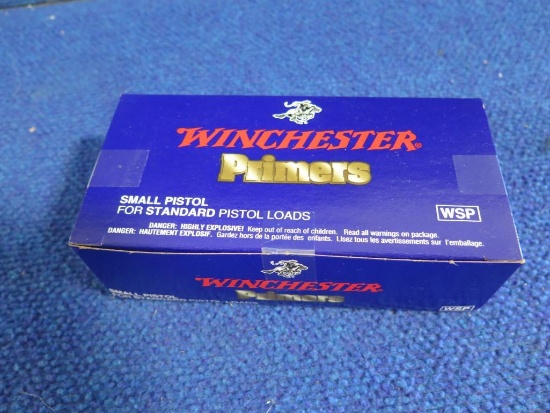 WINCHESTER®
Primers
SMALL PISTOL
FOR STANDARD PISTOL LOADS
WSP
DANGER: HIGHLY EXPLOSIVE! Keep out of reach of children. Read all warnings on package.
DANGER: HAUTEMENT EXPLOSIF. Gardez hors de la portée des enfants. Lisez tous les avertissements sur l'emballage.
WINCHESTER
Primers
SMALL PISTOL
WSP